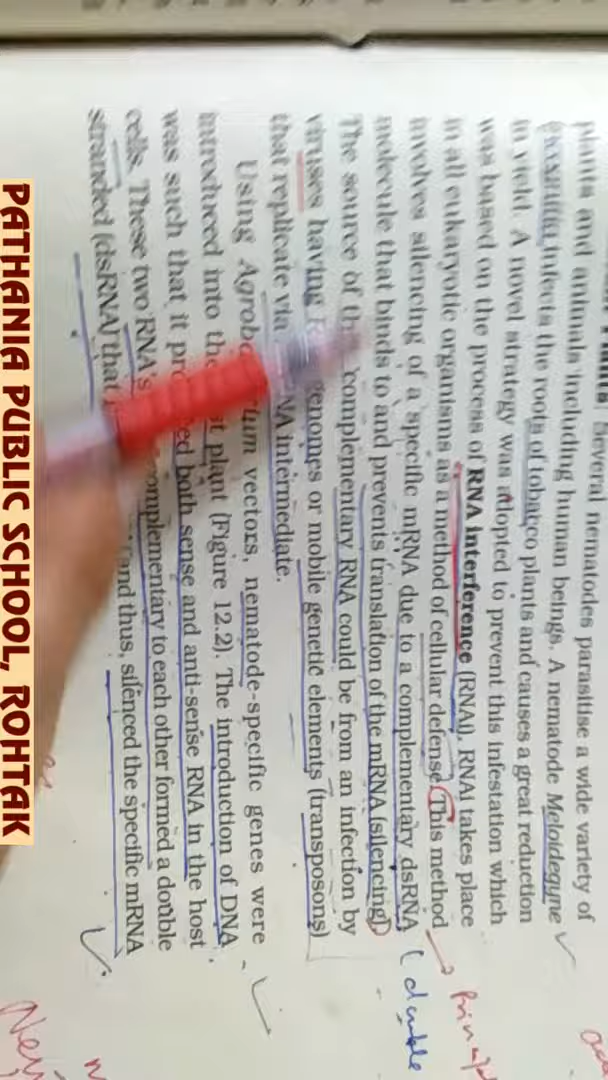 plants and animals including human beings. A nematode Meloidegyne
Several nematodes parasitise a wide variety of
infects the roots of tobacco plants and causes a great reduction
in yield. A novel strategy was adopted to prevent this infestation which
was based on the process of RNA interference (RNAi). RNAi takes place
in all eukaryotic organisms as a method of cellular defense. This method
involves silencing of a specific mRNA due to a complementary dsRNA
molecule that binds to and prevents translation of the mRNA (silencing).
The source of complementary RNA could be from an infection by
viruses having genomes or mobile genetic elements (transposons)
that replicate via intermediate.
Using vectors, nematode-specific genes were
introduced into the plant (Figure 12.2). The introduction of DNA
was such that it both sense and anti-sense RNA in the host
cells. These two RNA's complementary to each other formed a double
stranded (dsRNA) that and thus, silenced the specific mRNA
(double
PATHANIA PUBLIC SCHOOL, ROHTAK